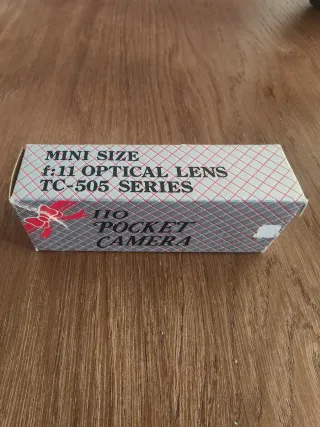 MINI SIZE
f:11 OPTICAL LENS
TC-505 SERIES
110
POCKET
CAMERA